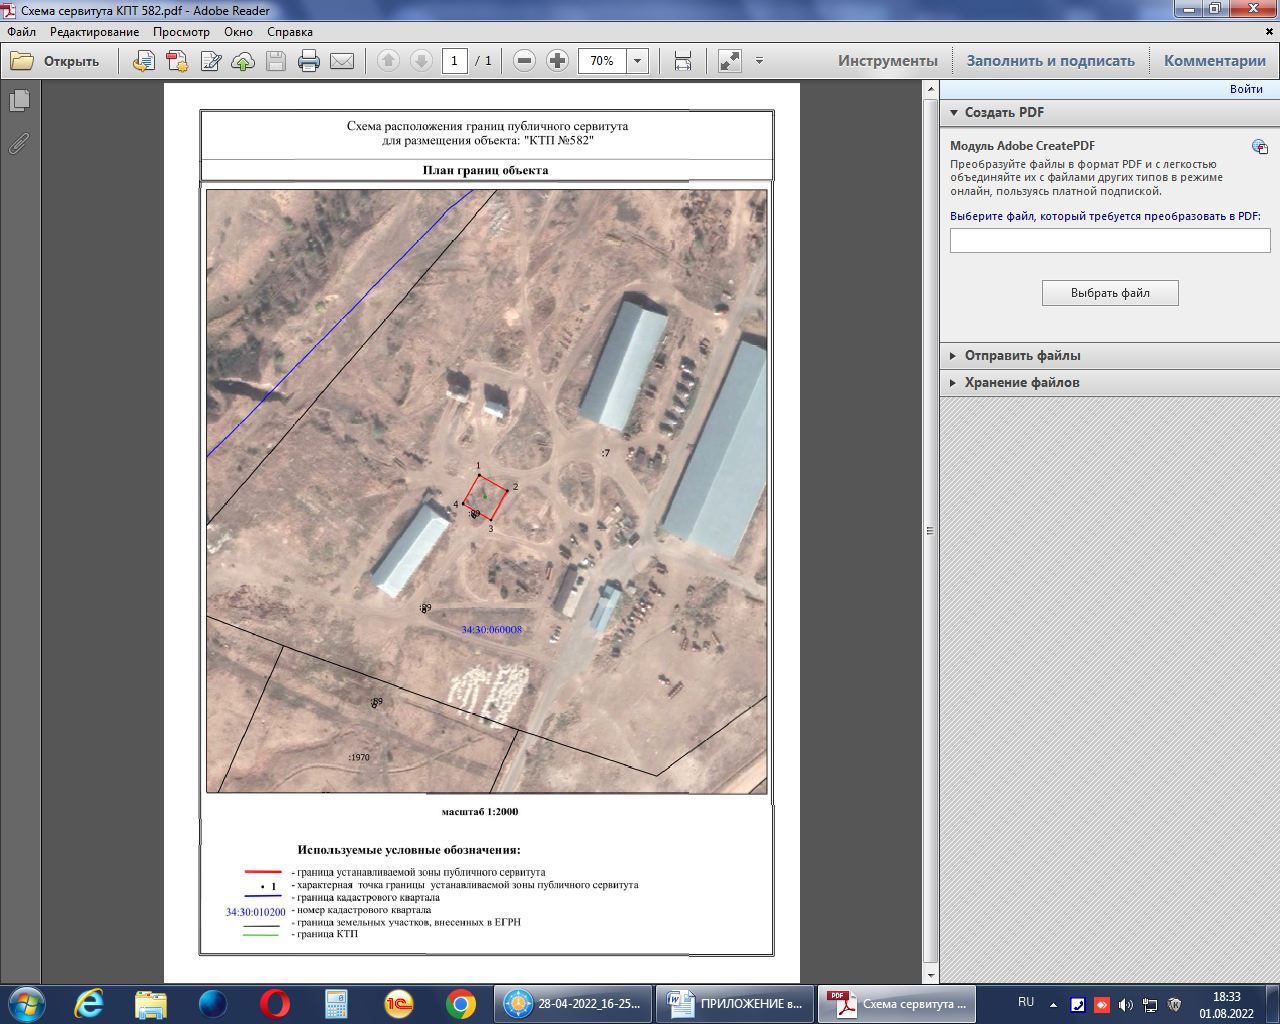 Схема сервитута КПТ 582.pdf - Adobe Reader
Файл Редактирование Просмотр Окно Справка
Открыть 1 / 1 70% Инструменты Заполнить и подписать Комментарии
Войти
Создать PDF
Модуль Adobe CreatePDF
Преобразуйте файлы в формат PDF и с легкостью
объединяйте их с файлами других типов в режиме
онлайн, пользуясь платной подпиской.
Выберите файл, который требуется преобразовать в PDF:
Выбрать файл
Отправить файлы
Хранение файлов
Схема расположения границ публичного сервитута
для размещения объекта: "КТП №582"
План границ объекта
:7
1
2
4
3
34:30:060008
:1970
масштаб 1:2000
Используемые условные обозначения:
- граница устанавливаемой зоны публичного сервитута
• 1 - характерная точка границы устанавливаемой зоны публичного сервитута
- граница кадастрового квартала
34:30:010200 - номер кадастрового квартала
- граница земельных участков, внесенных в ЕГРН
- граница КТП
28-04-2022_16-25...
ПРИЛОЖЕНИЕ в...
Схема сервитута ...
RU
18:33
01.08.2022